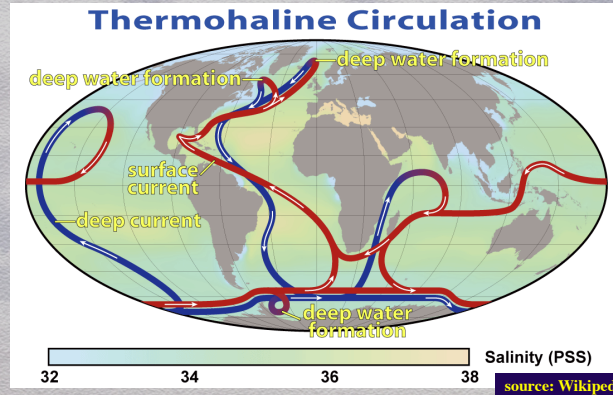 Thermohaline Circulation
deep water formation
deep water formation
surface
current
deep current
deep water
formation
Salinity (PSS)
32 34 36 38
source: Wikiped